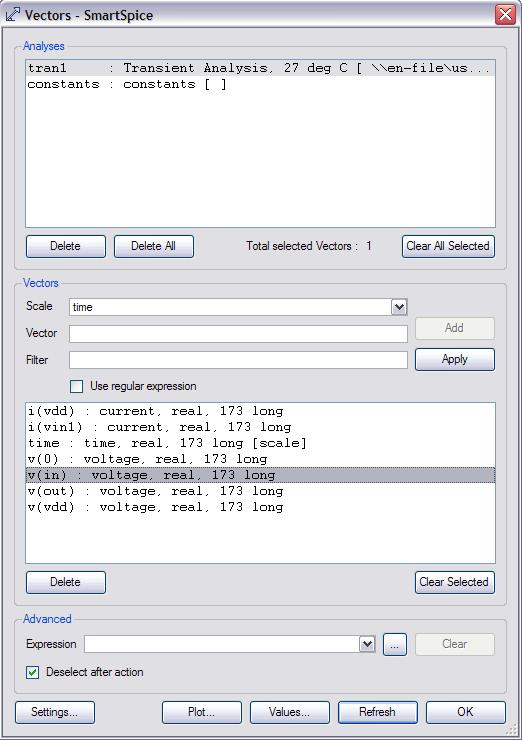 Vectors - SmartSpice
Analyses
tran1 : Transient Analysis, 27 deg C [ \\en-file\us...
constants : constants [ ]
Delete Delete All Total selected Vectors : 1 Clear All Selected
Vectors
Scale time
Vector Add
Filter Apply
Use regular expression
i(vdd) : current, real, 173 long
i(vin1) : current, real, 173 long
time : time, real, 173 long [scale]
v(0) : voltage, real, 173 long
v(in) : voltage, real, 173 long
v(out) : voltage, real, 173 long
v(vdd) : voltage, real, 173 long
Delete Clear Selected
Advanced
Expression ... Clear
Deselect after action
Settings... Plot... Values... Refresh OK